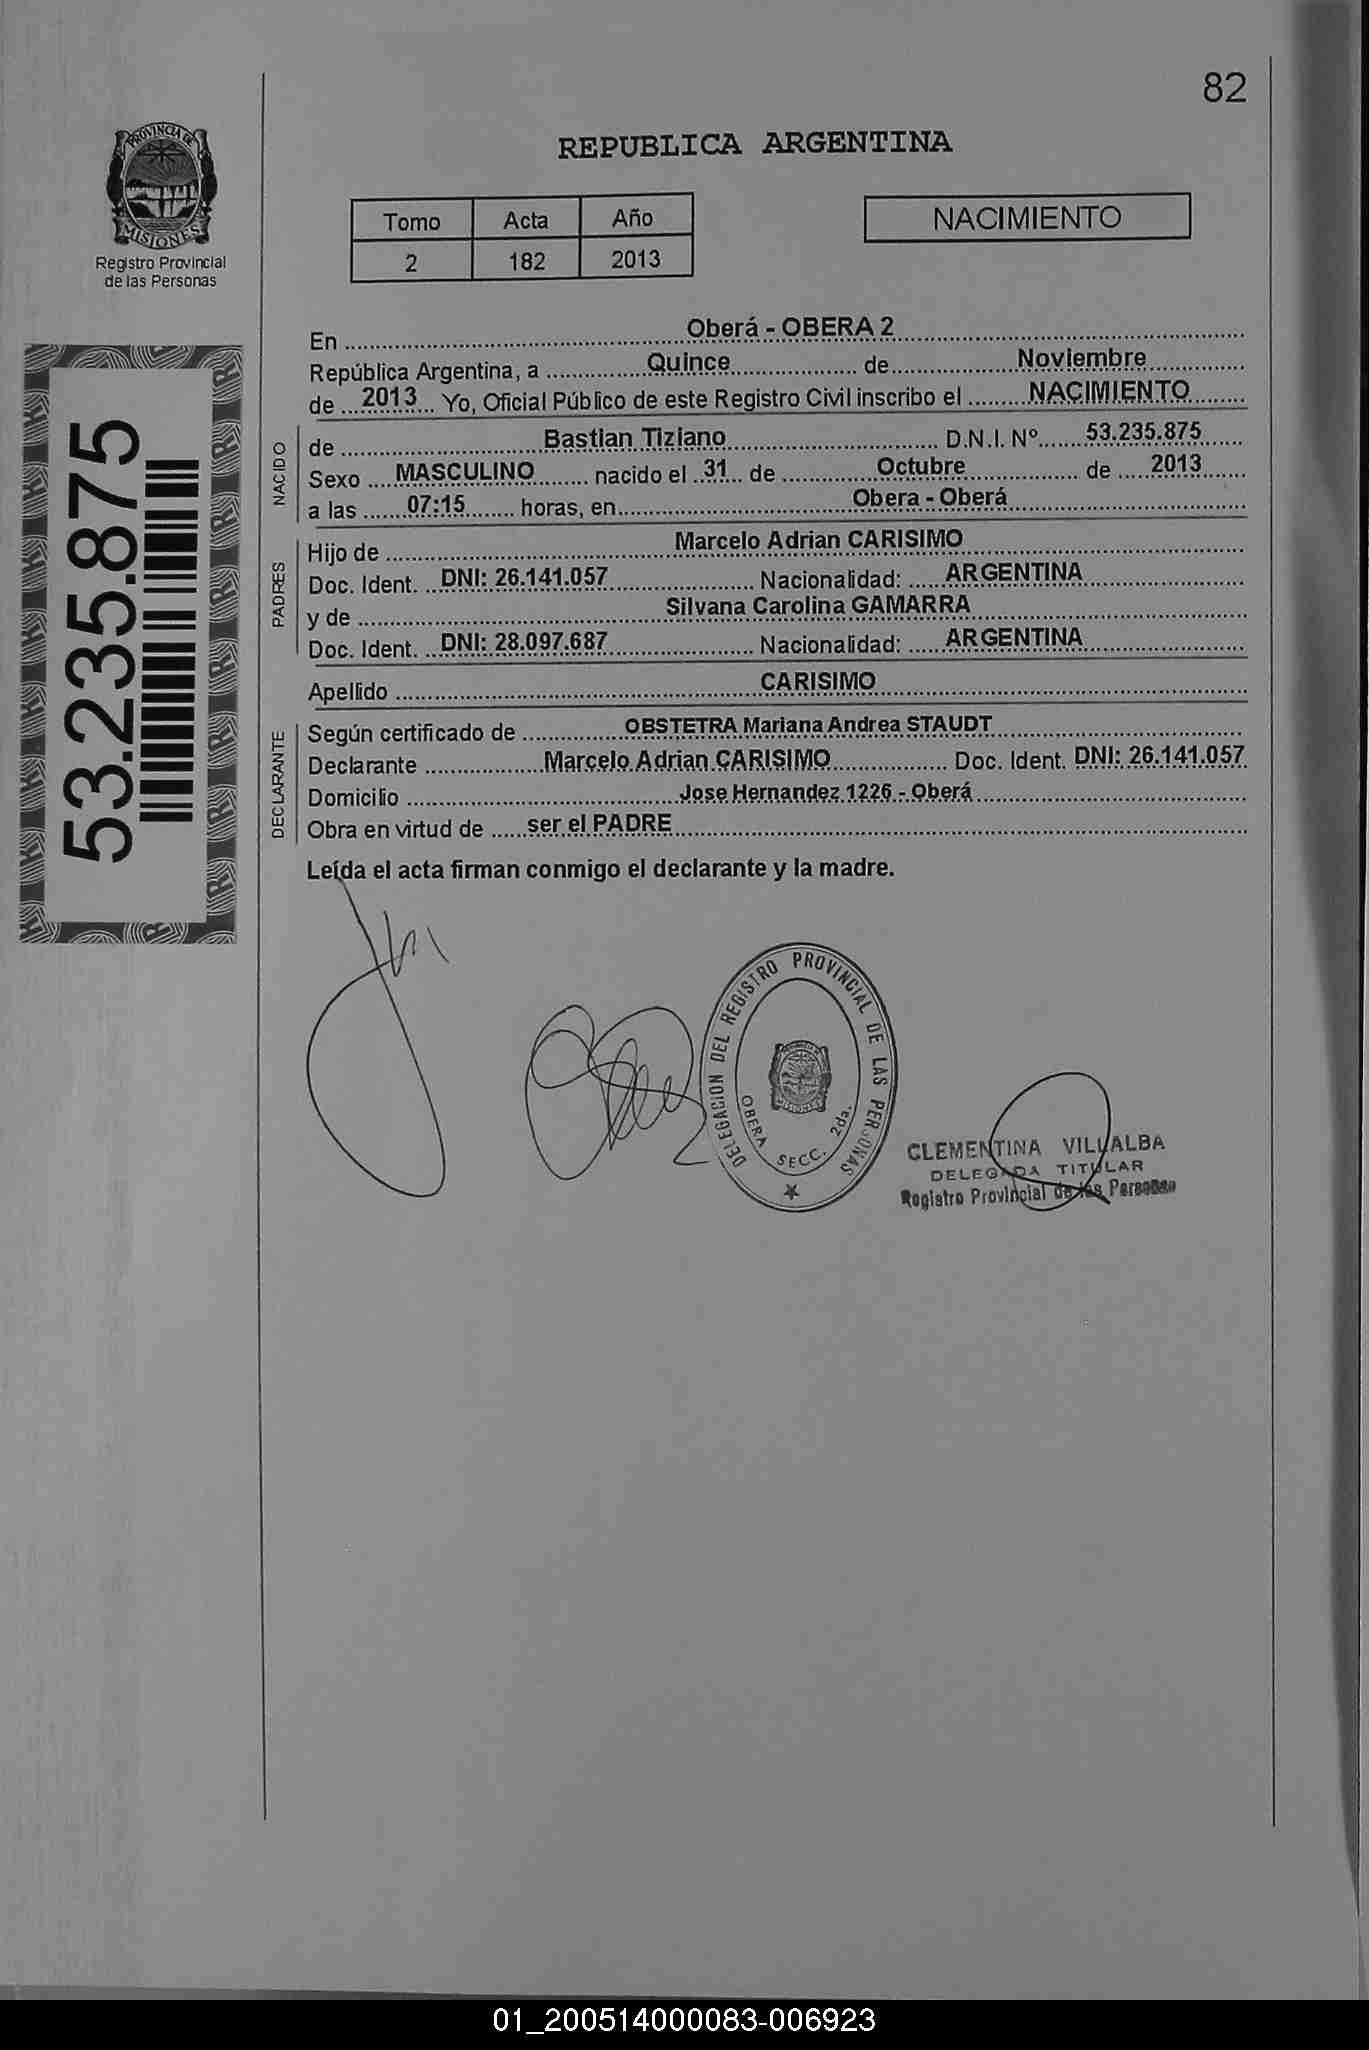 82
PROVINCIA DE
MISIONES
Registro Provincial
de las Personas
REPUBLICA ARGENTINA
Tomo Acta Año
2 182 2013
NACIMIENTO
53.235.875
En Oberá - OBERA 2
República Argentina, a Quince de Noviembre
de 2013 Yo, Oficial Público de este Registro Civil inscribo el NACIMIENTO
NACIDO
de Bastian Tiziano D.N.I. Nº 53.235.875
Sexo MASCULINO nacido el 31 de Octubre de 2013
a las 07:15 horas, en Obera - Oberá
PADRES
Hijo de Marcelo Adrian CARISIMO
Doc. Ident. DNI: 26.141.057 Nacionalidad: ARGENTINA
y de Silvana Carolina GAMARRA
Doc. Ident. DNI: 28.097.687 Nacionalidad: ARGENTINA
Apellido CARISIMO
DECLARANTE
Según certificado de OBSTETRA Mariana Andrea STAUDT
Declarante Marcelo Adrian CARISIMO Doc. Ident. DNI: 26.141.057
Domicilio Jose Hernandez 1226 - Oberá
Obra en virtud de ser el PADRE
Leída el acta firman conmigo el declarante y la madre.
DELEGACION DEL REGISTRO PROVINCIAL DE LAS PERSONAS
OBERA SECC. 2da.
CLEMENTINA VILLALBA
DELEGADA TITULAR
Registro Provincial de las Personas
01_200514000083-006923